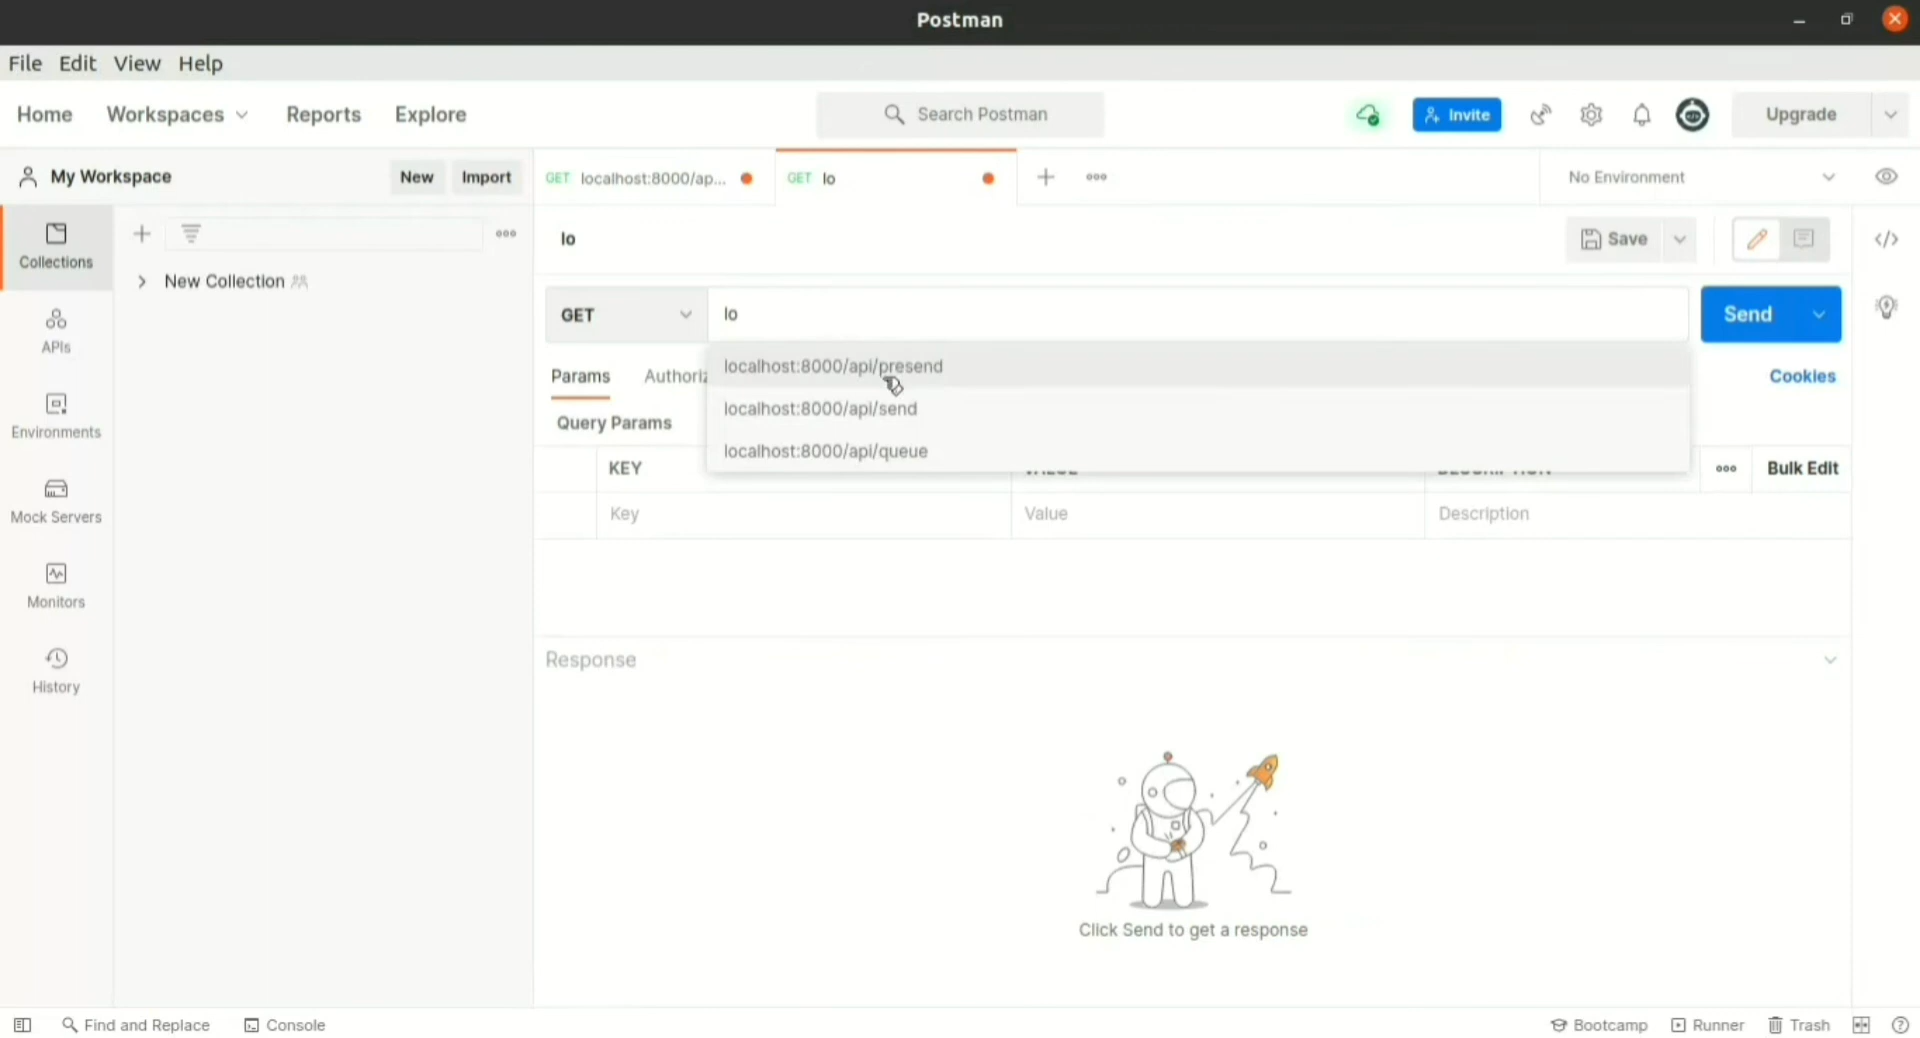 Postman
File Edit View Help
Home Workspaces Reports Explore Search Postman Invite Upgrade
My Workspace New Import GET localhost:8000/ap... GET lo No Environment
lo Save
Collections
New Collection
GET lo Send
APIs
localhost:8000/api/presend
Params Authoriz Cookies
localhost:8000/api/send
Query Params
Environments
localhost:8000/api/queue
KEY VALUE DESCRIPTION Bulk Edit
Key Value Description
Mock Servers
Monitors
Response
History
Click Send to get a response
Find and Replace Console Bootcamp Runner Trash